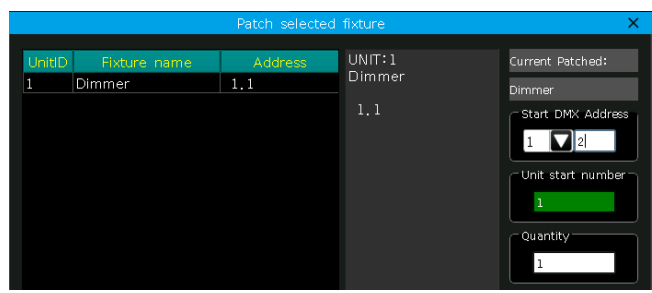 Patch selected fixture
UnitID Fixture name Address
1 Dimmer 1.1
UNIT:1
Dimmer
1.1
Current Patched:
Dimmer
Start DMX Address
1 2
Unit start number
1
Quantity
1